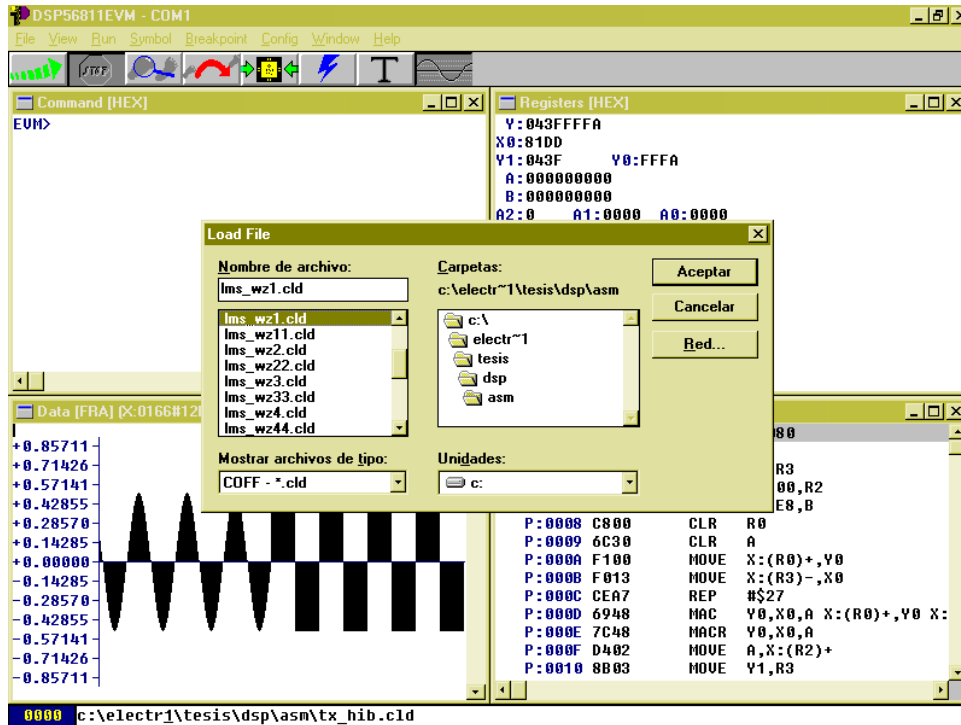 DSP56811EVM - COM1
File View Run Symbol Breakpoint Config Window Help
STOP
T
Command [HEX]
EVM>
Registers [HEX]
Y:043FFFFA
X0:81DD
Y1:043F Y0:FFFA
A:000000000
B:000000000
A2:0 A1:0000 A0:0000
Load File
Nombre de archivo:
lms_wz1.cld
lms_wz1.cld
lms_wz11.cld
lms_wz2.cld
lms_wz22.cld
lms_wz3.cld
lms_wz33.cld
lms_wz4.cld
lms_wz44.cld
Mostrar archivos de tipo:
COFF - *.cld
Carpetas:
c:\electr~1\tesis\dsp\asm
c:\
electr~1
tesis
dsp
asm
Unidades:
c:
Aceptar
Cancelar
Red...
Data [FRA] (X:0166#12
+0.85711
+0.71426
+0.57141
+0.42855
+0.28570
+0.14285
+0.00000
-0.14285
-0.28570
-0.42855
-0.57141
-0.71426
-0.85711
080
R3
00,R2
E8,B
P:0008 C800 CLR R0
P:0009 6C30 CLR A
P:000A F100 MOVE X:(R0)+,Y0
P:000B F013 MOVE X:(R3)-,X0
P:000C CEA7 REP #$27
P:000D 6948 MAC Y0,X0,A X:(R0)+,Y0 X:
P:000E 7C48 MACR Y0,X0,A
P:000F D402 MOVE A,X:(R2)+
P:0010 8B03 MOVE Y1,R3
0000 c:\electr1\tesis\dsp\asm\tx_hib.cld